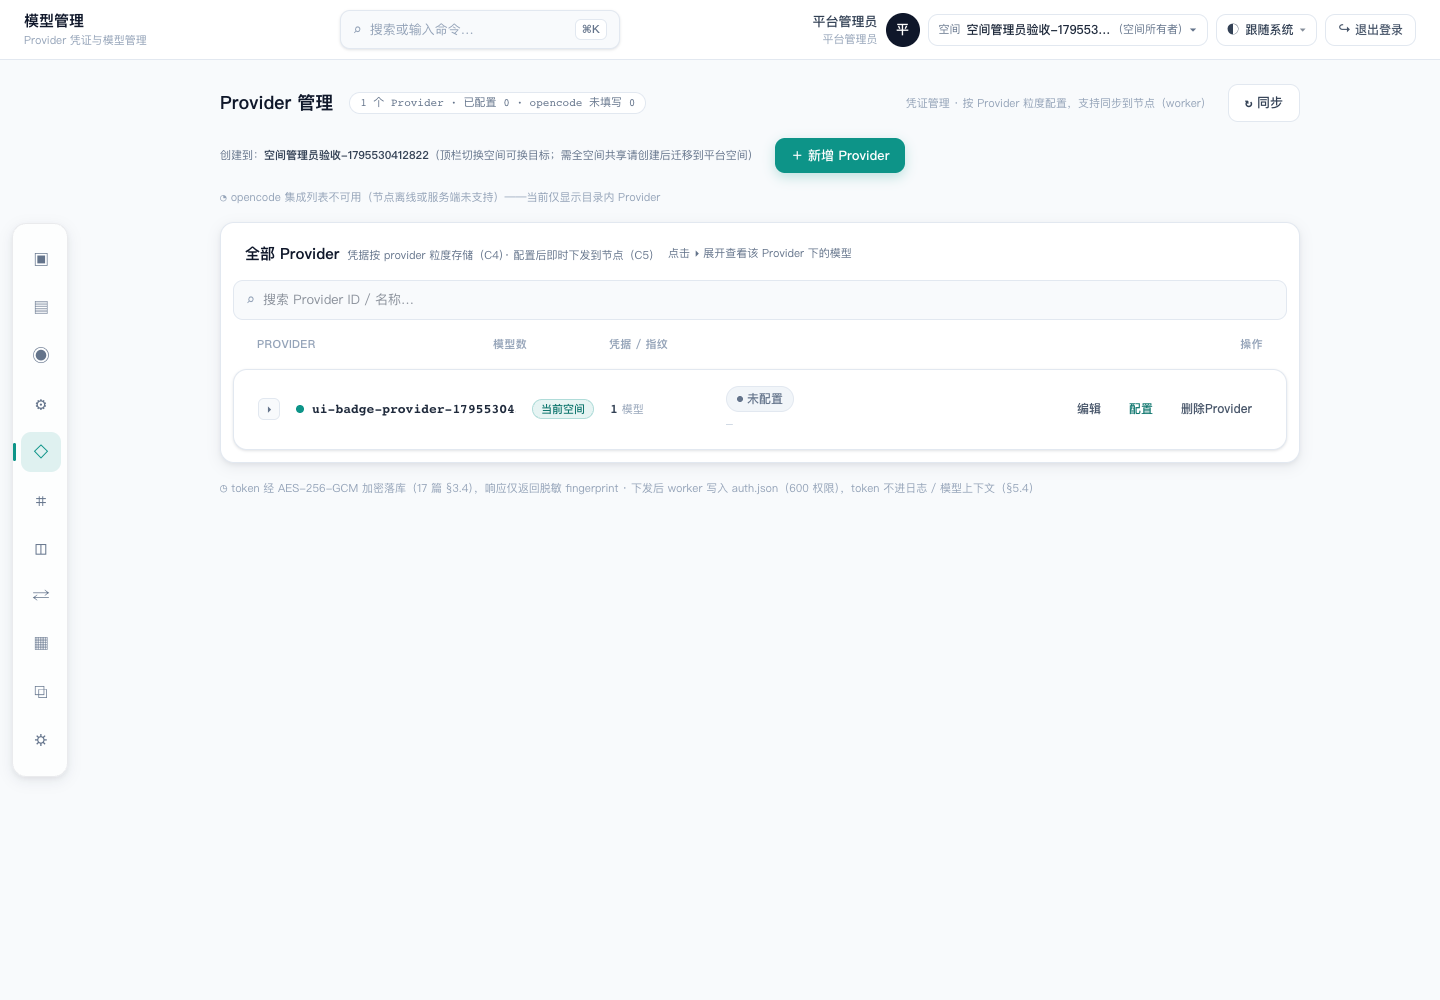 模型管理
Provider 凭证与模型管理
搜索或输入命令...
⌘K
平台管理员
平台管理员
平
空间 空间管理员验收-179553... (空间所有者)
跟随系统
退出登录
Provider 管理
1 个 Provider · 已配置 0 · opencode 未填写 0
凭证管理 · 按 Provider 粒度配置，支持同步到节点（worker）
↻ 同步
创建到：空间管理员验收-1795530412822（顶栏切换空间可换目标；需全空间共享请创建后迁移到平台空间）
+ 新增 Provider
opencode 集成列表不可用（节点离线或服务端未支持）——当前仅显示目录内 Provider
全部 Provider 凭据按 provider 粒度存储（C4）· 配置后即时下发到节点（C5） 点击 ▸ 展开查看该 Provider 下的模型
搜索 Provider ID / 名称...
PROVIDER 模型数 凭据 / 指纹 操作
ui-badge-provider-17955304 当前空间 1 模型 未配置 编辑 配置 删除Provider
—
token 经 AES-256-GCM 加密落库（17 篇 §3.4），响应仅返回脱敏 fingerprint · 下发后 worker 写入 auth.json（600 权限），token 不进日志 / 模型上下文（§5.4）